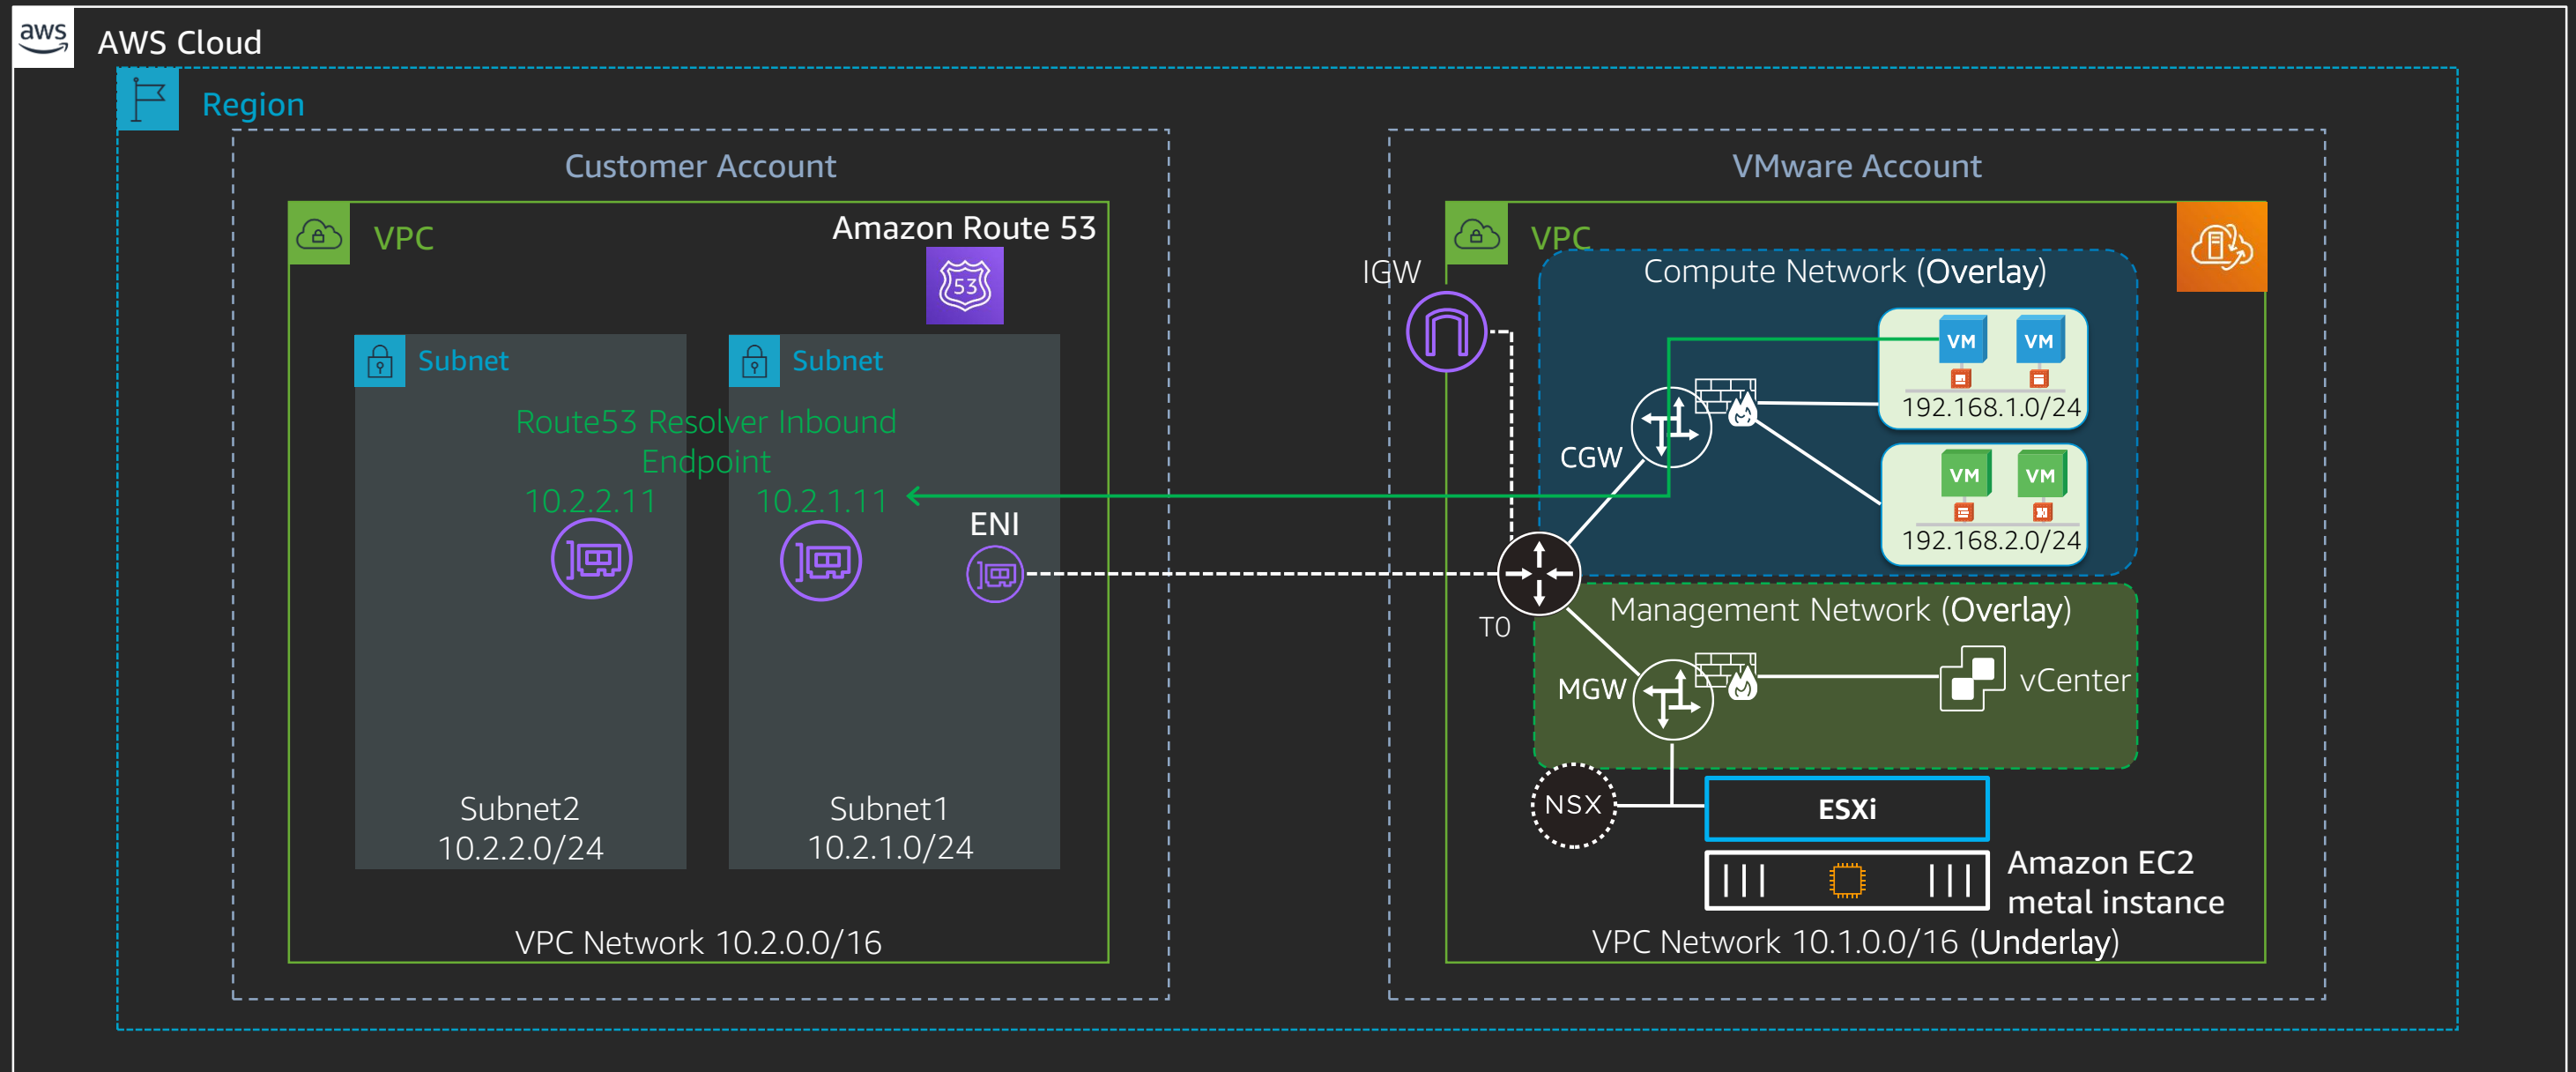 aws
AWS Cloud
Region
Customer Account
VPC
Amazon Route 53
53
Subnet
Subnet
Route53 Resolver Inbound
Endpoint
10.2.2.11
10.2.1.11
ENI
Subnet2
10.2.2.0/24
Subnet1
10.2.1.0/24
VPC Network 10.2.0.0/16
VMware Account
VPC
IGW
Compute Network (Overlay)
VM
VM
192.168.1.0/24
CGW
VM
VM
192.168.2.0/24
T0
Management Network (Overlay)
MGW
vCenter
NSX
ESXi
Amazon EC2
metal instance
VPC Network 10.1.0.0/16 (Underlay)